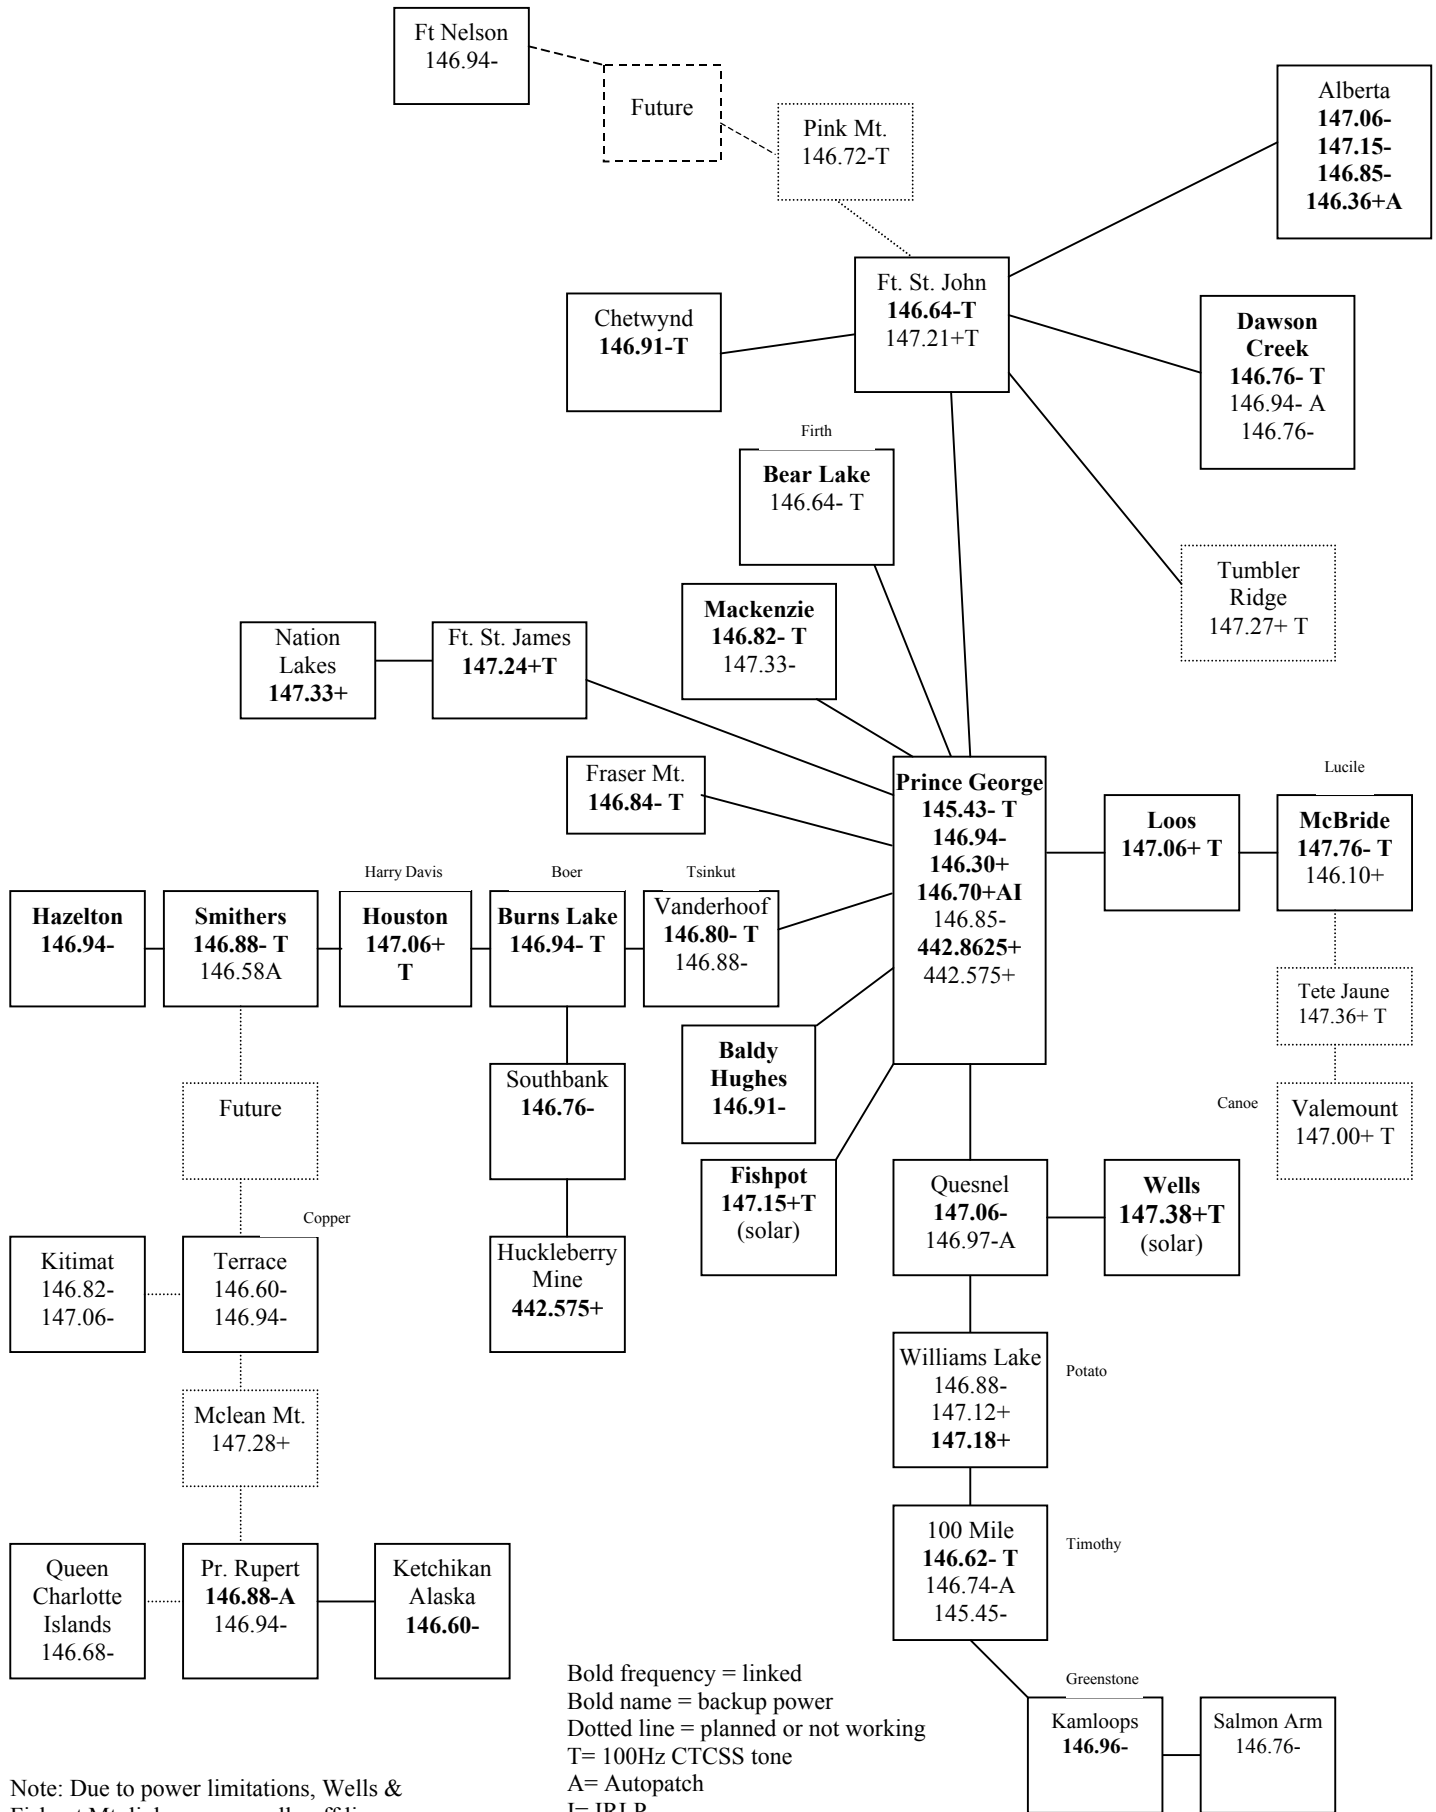 Ft Nelson
146.94-
Future
Pink Mt.
146.72-T
Alberta
147.06-
147.15-
146.85-
146.36+A
Ft. St. John
146.64-T
147.21+T
Chetwynd
146.91-T
Dawson
Creek
146.76- T
146.94- A
146.76-
Firth
Bear Lake
146.64- T
Tumbler
Ridge
147.27+ T
Mackenzie
146.82- T
147.33-
Nation
Lakes
147.33+
Ft. St. James
147.24+T
Fraser Mt.
146.84- T
Prince George
145.43- T
146.94-
146.30+
146.70+AI
146.85-
442.8625+
442.575+
Loos
147.06+ T
Lucile
McBride
147.76- T
146.10+
Hazelton
146.94-
Smithers
146.88- T
146.58A
Harry Davis
Houston
147.06+
T
Boer
Burns Lake
146.94- T
Tsinkut
Vanderhoof
146.80- T
146.88-
Tete Jaune
147.36+ T
Canoe
Valemount
147.00+ T
Baldy
Hughes
146.91-
Southbank
146.76-
Future
Fishpot
147.15+T
(solar)
Quesnel
147.06-
146.97-A
Wells
147.38+T
(solar)
Copper
Kitimat
146.82-
147.06-
Terrace
146.60-
146.94-
Huckleberry
Mine
442.575+
Williams Lake
146.88-
147.12+
147.18+
Potato
Mclean Mt.
147.28+
100 Mile
146.62- T
146.74-A
145.45-
Timothy
Queen
Charlotte
Islands
146.68-
Pr. Rupert
146.88-A
146.94-
Ketchikan
Alaska
146.60-
Greenstone
Kamloops
146.96-
Salmon Arm
146.76-
Bold frequency = linked
Bold name = backup power
Dotted line = planned or not working
T= 100Hz CTCSS tone
A= Autopatch
I= IRLP
Note: Due to power limitations, Wells &